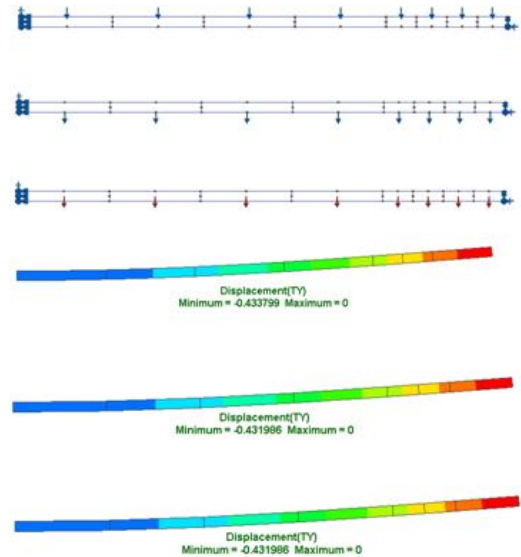 Displacement(TY)
Minimum = -0.433799 Maximum = 0
Displacement(TY)
Minimum = -0.431986 Maximum = 0
Displacement(TY)
Minimum = -0.431986 Maximum = 0